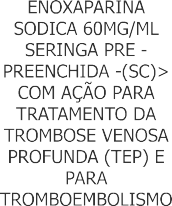 ENOXAPARINA
SODICA 60MG/ML
SERINGA PRE -
PREENCHIDA -(SC)>
COM AÇÃO PARA
TRATAMENTO DA
TROMBOSE VENOSA
PROFUNDA (TEP) E
PARA
TROMBOEMBOLISMO